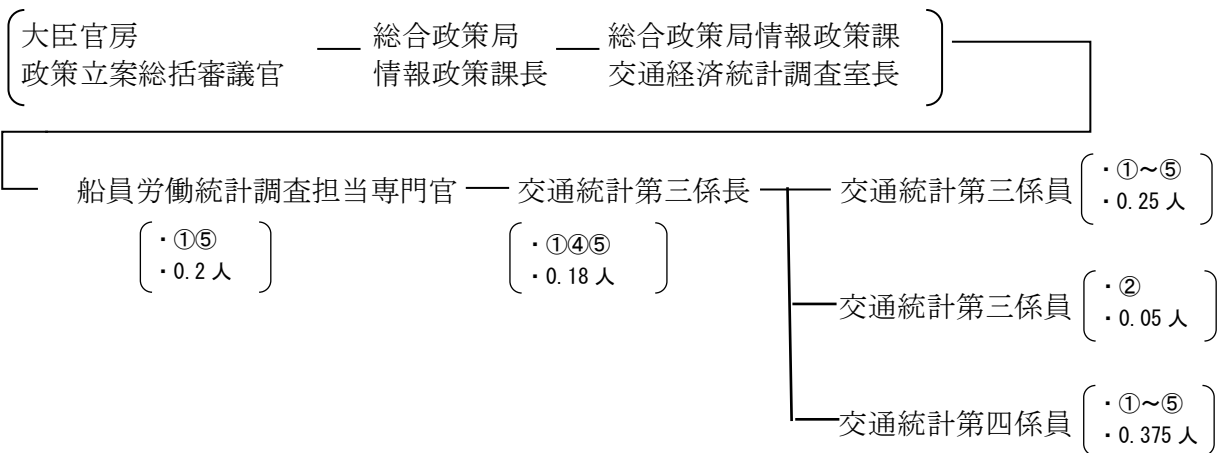 大臣官房
政策立案総括審議官
総合政策局
情報政策課長
総合政策局情報政策課
交通経済統計調査室長
船員労働統計調査担当専門官
・①⑤
・0.2人
交通統計第三係長
・①④⑤
・0.18人
交通統計第三係員
・①～⑤
・0.25人
交通統計第三係員
・②
・0.05人
交通統計第四係員
・①～⑤
・0.375人